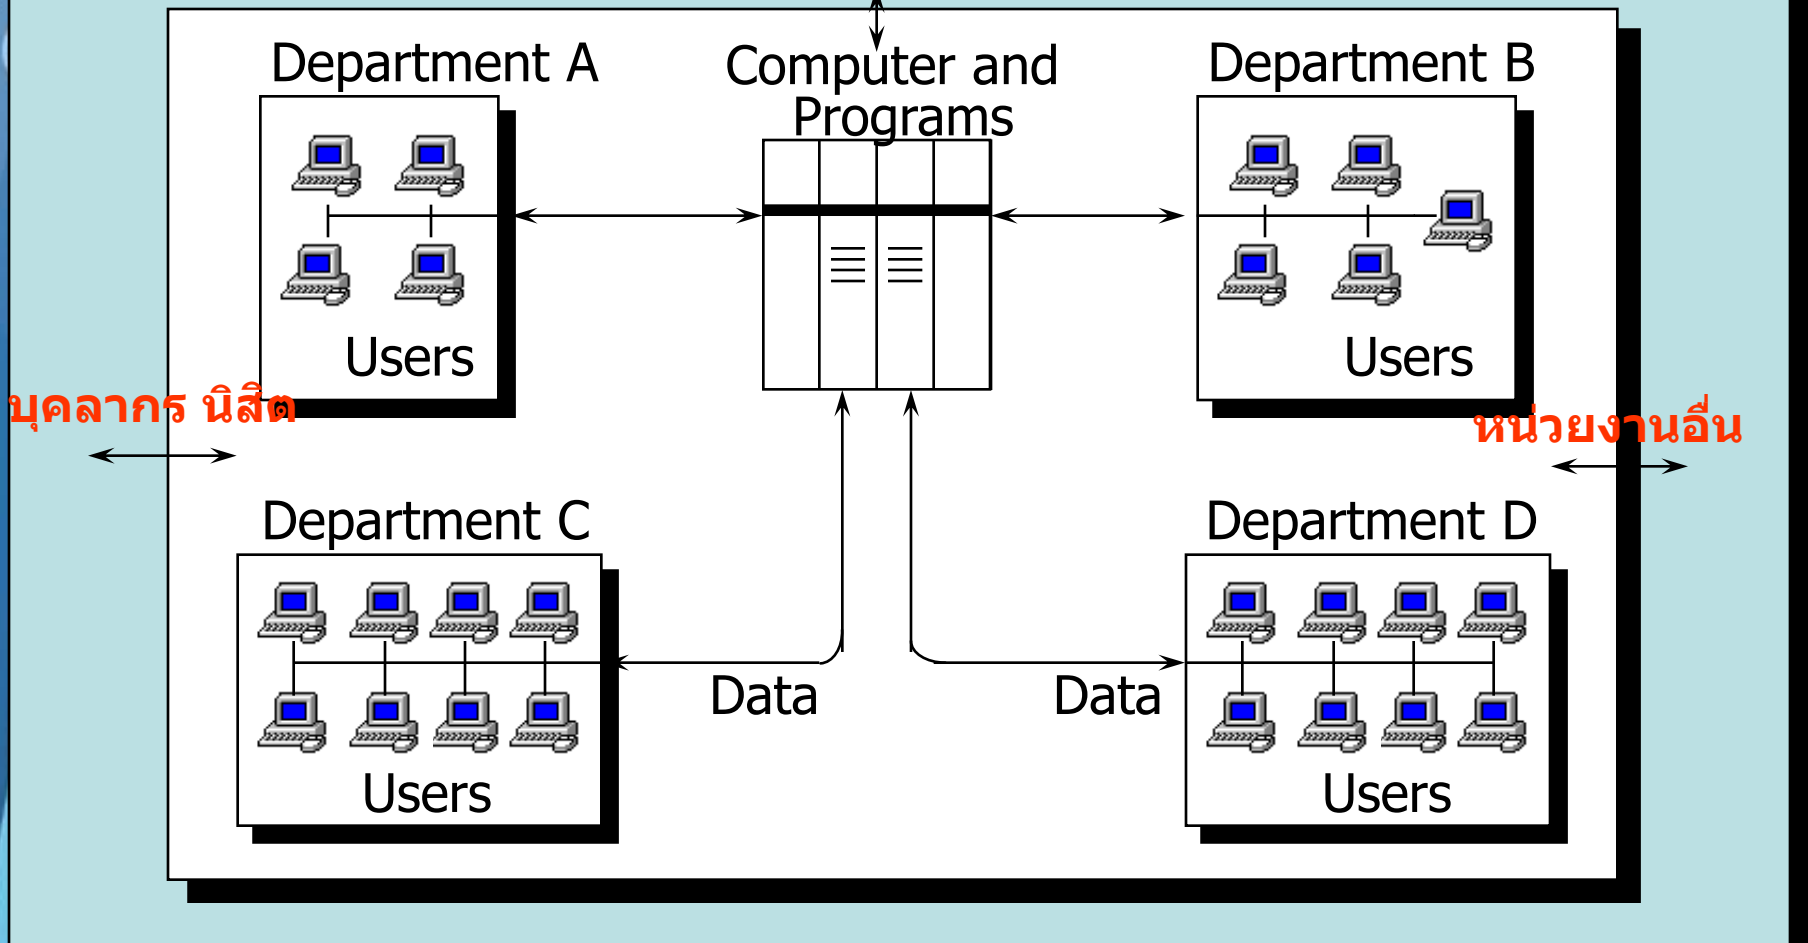 Department A
Computer and
Programs
Department B
Users
Users
บุคลากร นิสิต
หน่วยงานอื่น
Department C
Department D
Data
Data
Users
Users